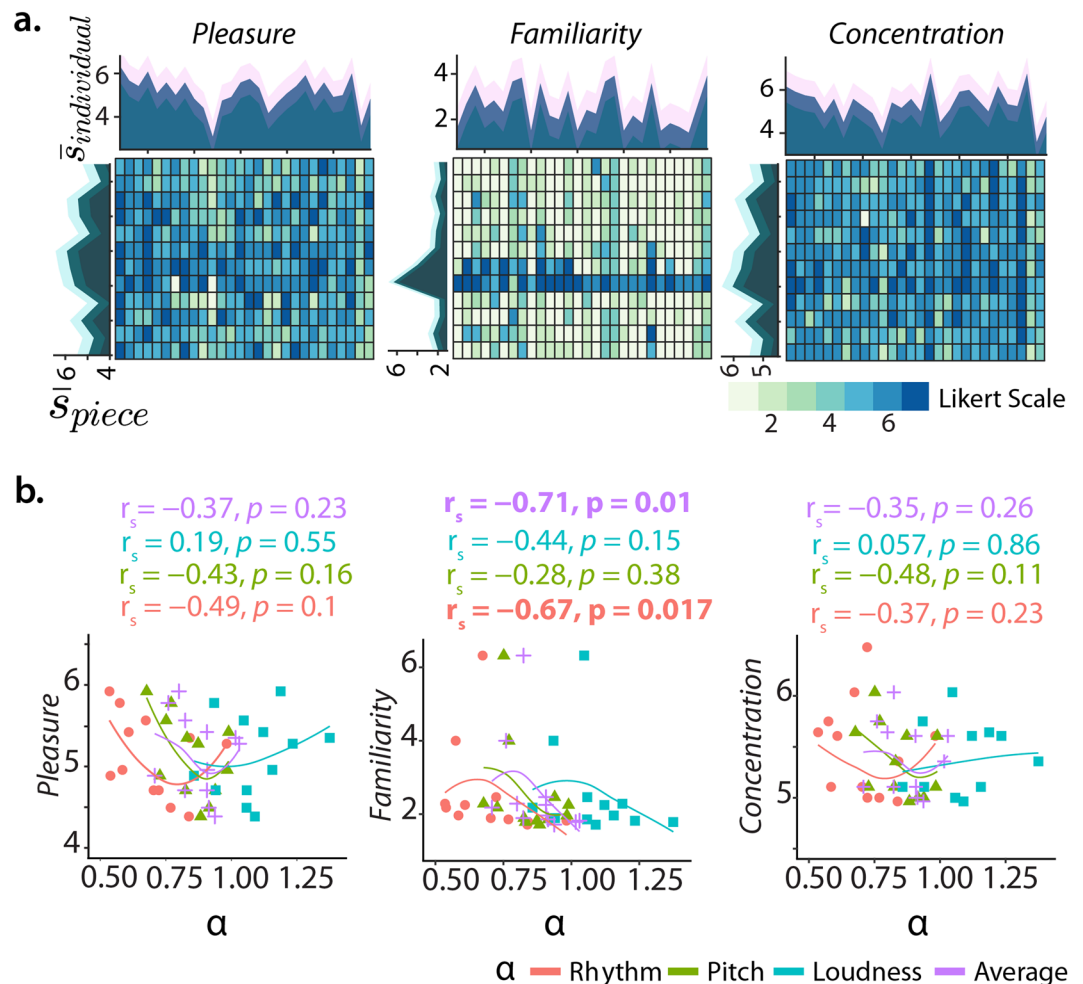 a.
Pleasure Familiarity Concentration
s̄individual
6
4
4
2
6
4
6 4
6 2
6 5
s̄piece
Likert Scale
2 4 6
b.
rs = −0.37, p = 0.23
rs = 0.19, p = 0.55
rs = −0.43, p = 0.16
rs = −0.49, p = 0.1
rs = −0.71, p = 0.01
rs = −0.44, p = 0.15
rs = −0.28, p = 0.38
rs = −0.67, p = 0.017
rs = −0.35, p = 0.26
rs = 0.057, p = 0.86
rs = −0.48, p = 0.11
rs = −0.37, p = 0.23
Pleasure
6
5
4
0.50 0.75 1.00 1.25
α
Familiarity
6
4
2
0.50 0.75 1.00 1.25
α
Concentration
6
5
0.50 0.75 1.00 1.25
α
α Rhythm Pitch Loudness Average